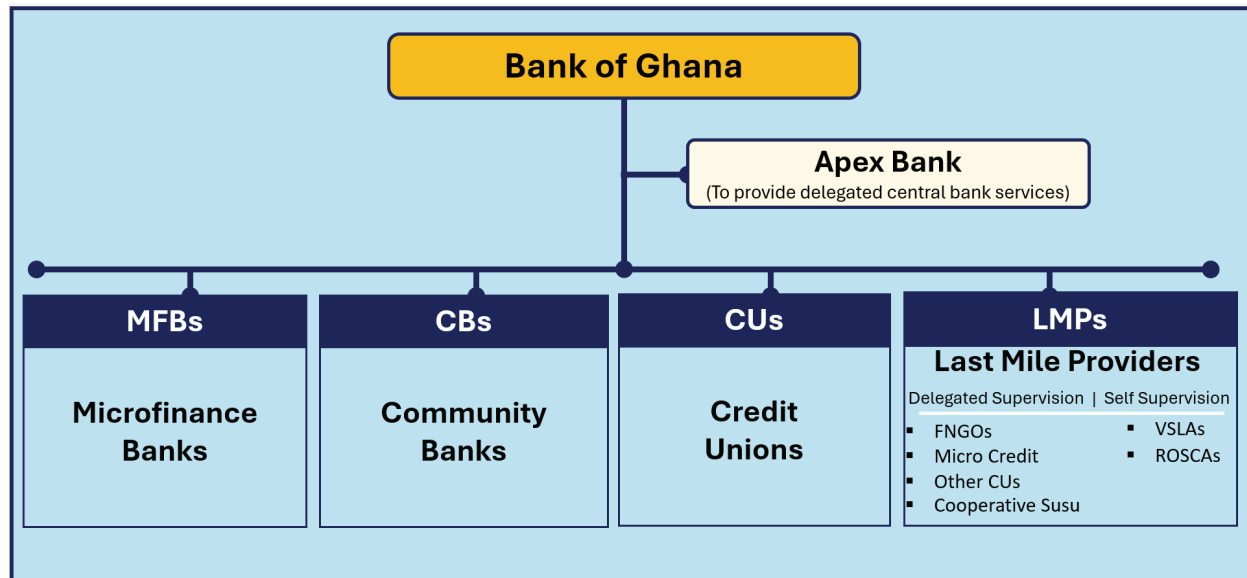 Bank of Ghana
Apex Bank
(To provide delegated central bank services)
MFBs
Microfinance
Banks
CBs
Community
Banks
CUs
Credit
Unions
LMPs
Last Mile Providers
Delegated Supervision | Self Supervision
▪ FNGOs
▪ Micro Credit
▪ Other CUs
▪ Cooperative Susu
▪ VSLAs
▪ ROSCAs